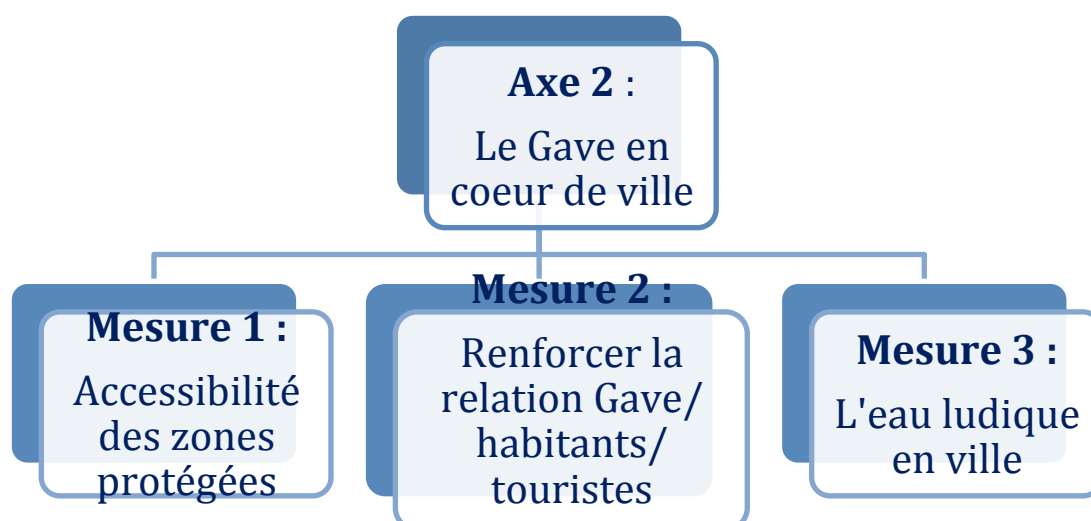 Axe 2 :
Le Gave en
coeur de ville
Mesure 1 :
Accessibilité
des zones
protégées
Mesure 2 :
Renforcer la
relation Gave/
habitants/
touristes
Mesure 3 :
L'eau ludique
en ville